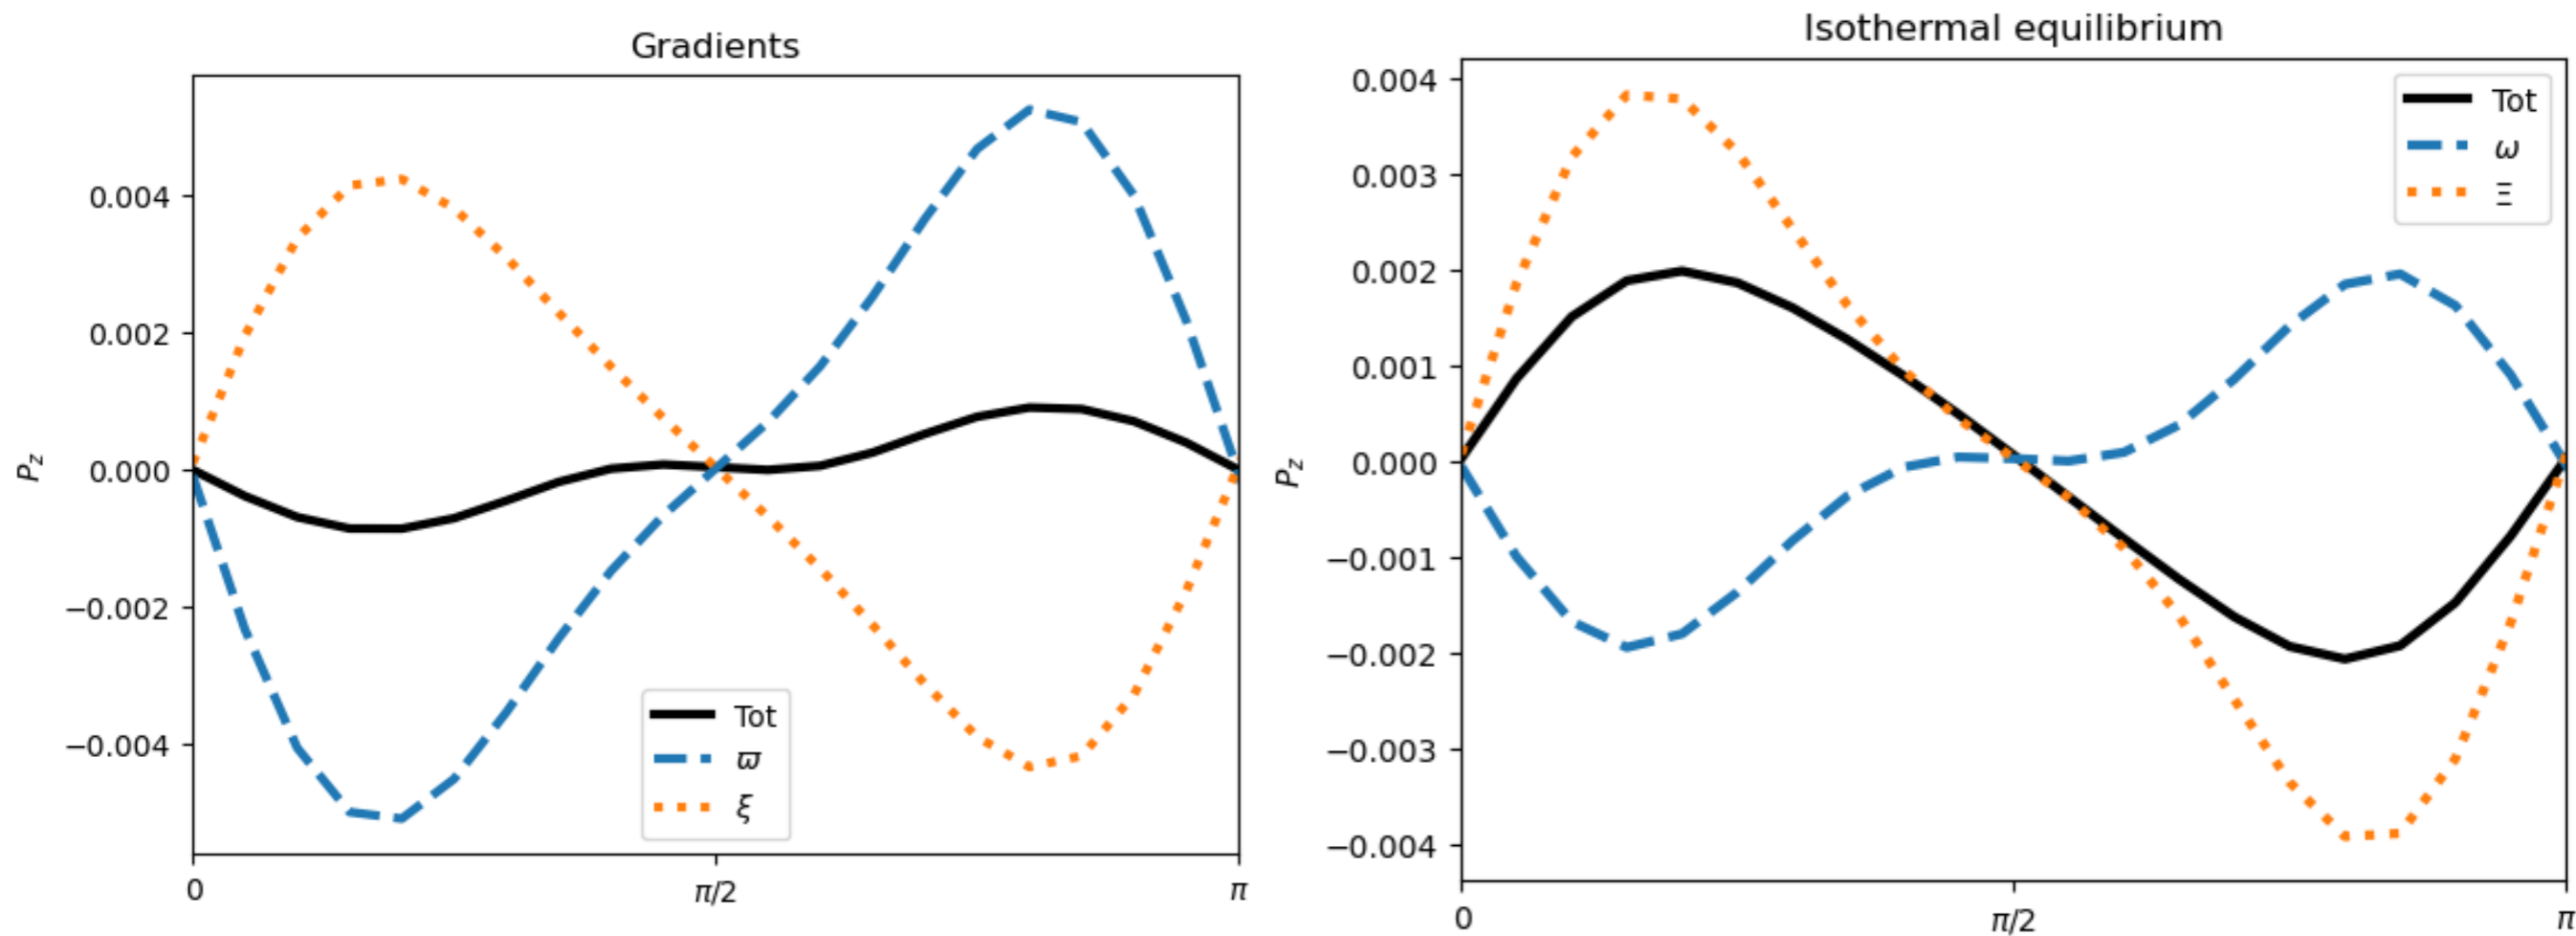 Gradients
P_z
0.004
0.002
0.000
−0.002
−0.004
0
π/2
π
Tot
ϖ
ξ
Isothermal equilibrium
P_z
0.004
0.003
0.002
0.001
0.000
−0.001
−0.002
−0.003
−0.004
0
π/2
π
Tot
ω
Ξ